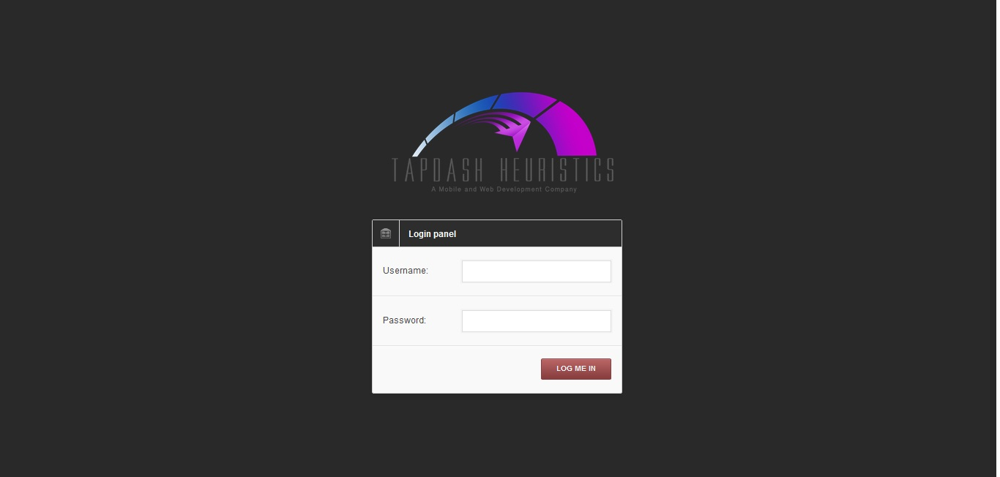 TAPDASH HEURISTICS
A Mobile and Web Development Company
Login panel
Username:
Password:
LOG ME IN